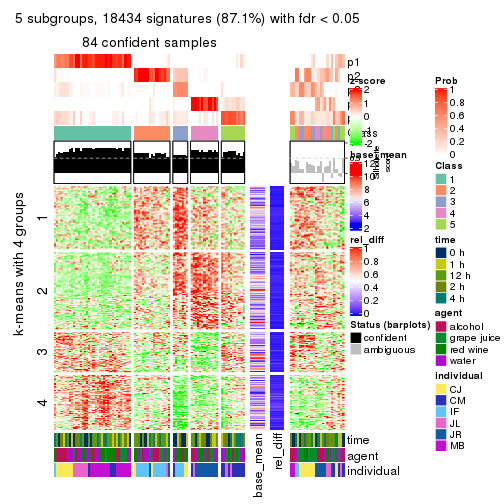 5 subgroups, 18434 signatures (87.1%) with fdr < 0.05
84 confident samples
p1
p2
z-score
2
1
-1
-2
base_mean
12
6
4
2
rel_diff
1
0.8
0.6
0.4
0.2
0
Status (barplots)
confident
ambiguous
Prob
1
0.8
0.6
0.4
0.2
0
Class
1
2
3
4
5
time
0 h
1 h
12 h
2 h
4 h
agent
alcohol
grape juice
red wine
water
individual
CJ
CM
IF
JL
JR
MB
k-means with 4 groups
1
2
3
4
time
agent
individual
base_mean
rel_diff